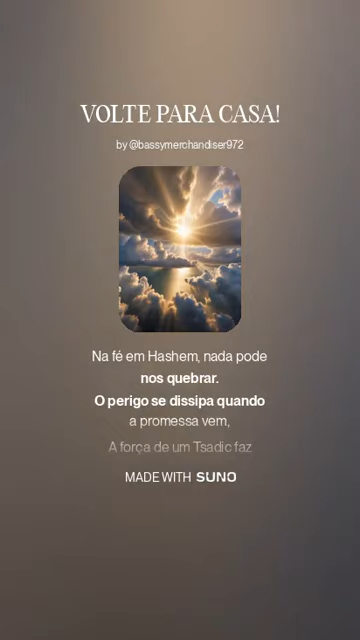 VOLTE PARA CASA!
by @bassymerchandiser972
Na fé em Hashem, nada pode
nos quebrar.
O perigo se dissipa quando
a promessa vem,
A força de um Tsadic faz
MADE WITH SUNO